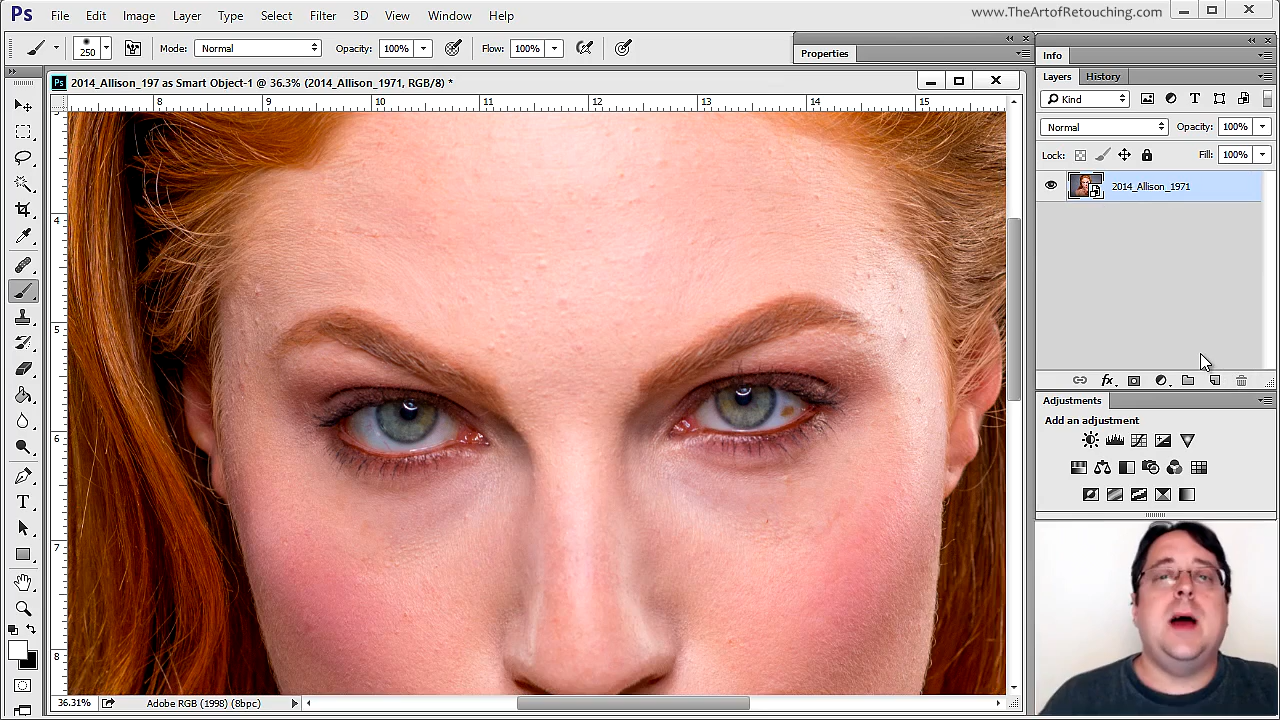 Ps File Edit Image Layer Type Select Filter 3D View Window Help www.TheArtofRetouching.com
250 Mode: Normal Opacity: 100% Flow: 100% Properties Info
Ps 2014_Allison_197 as Smart Object-1 @ 36.3% (2014_Allison_1971, RGB/8) *
Layers History
8 9 10 11 12 13 14 15
Kind T
Normal Opacity: 100%
Lock: Fill: 100%
2014_Allison_1971
4
5
fx
Adjustments
Add an adjustment
6
T
7
8
36.31% Adobe RGB (1998) (8bpc)